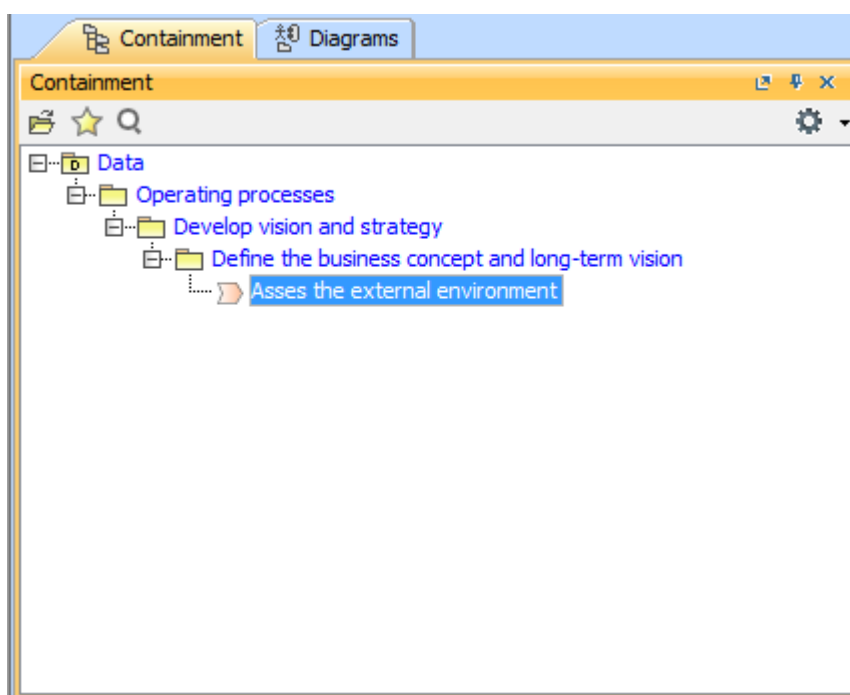 Containment Diagrams
Containment
Data
Operating processes
Develop vision and strategy
Define the business concept and long-term vision
Asses the external environment